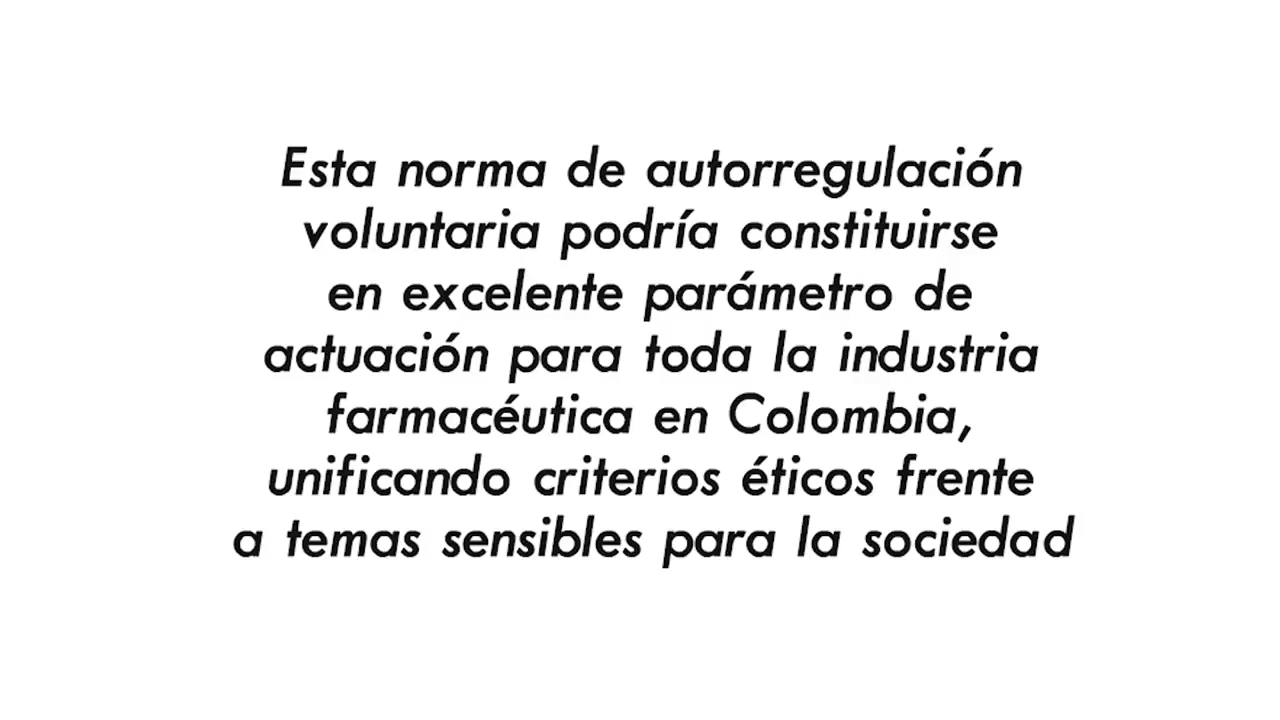 Esta norma de autorregulación
voluntaria podría constituirse
en excelente parámetro de
actuación para toda la industria
farmacéutica en Colombia,
unificando criterios éticos frente
a temas sensibles para la sociedad